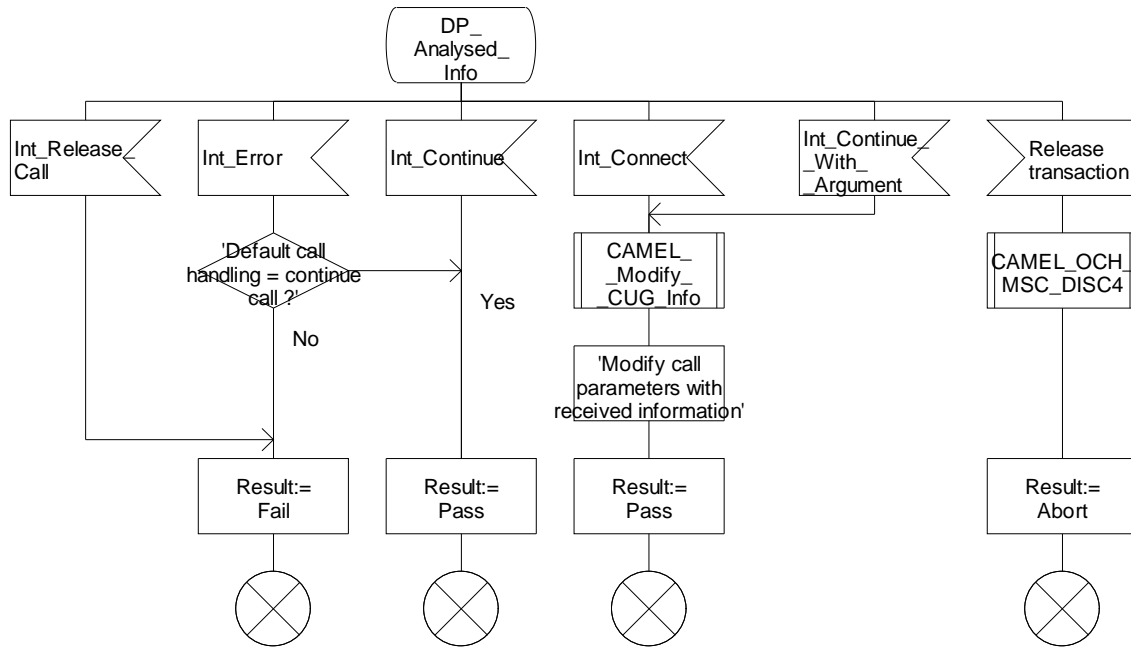 DP_
Analysed_
Info
Int_Release_
Call
Int_Error
Int_Continue
Int_Connect
Int_Continue_
_With_
_Argument
Release
transaction
'Default call
handling = continue
call ?'
Yes
No
CAMEL_
_Modify_
_CUG_Info
CAMEL_OCH_
MSC_DISC4
'Modify call
parameters with
received information'
Result:=
Fail
Result:=
Pass
Result:=
Pass
Result:=
Abort